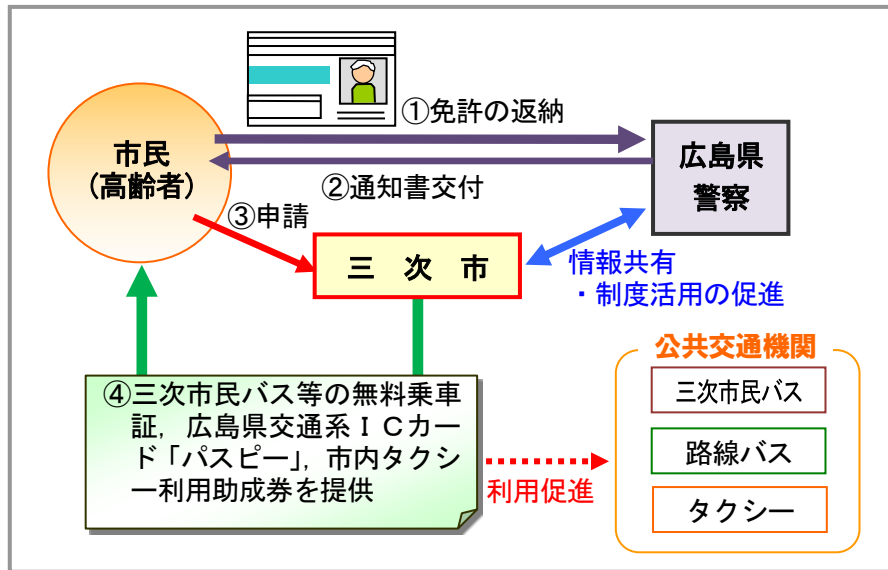 ①免許の返納
市民
(高齢者)
広島県
警察
②通知書交付
③申請
三 次 市
情報共有
・制度活用の促進
④三次市民バス等の無料乗車
証，広島県交通系ＩＣカー
ド「パスピー」，市内タクシ
ー利用助成券を提供
利用促進
公共交通機関
三次市民バス
路線バス
タクシー